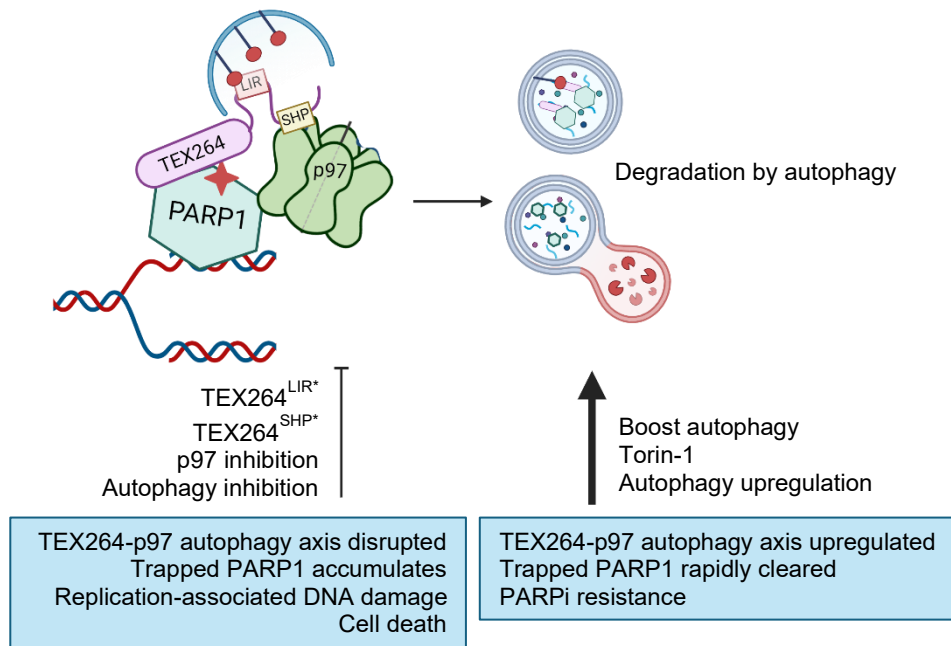 LIR
SHP
TEX264
p97
PARP1
Degradation by autophagy
TEX264LIR*
TEX264SHP*
p97 inhibition
Autophagy inhibition
Boost autophagy
Torin-1
Autophagy upregulation
TEX264-p97 autophagy axis disrupted
Trapped PARP1 accumulates
Replication-associated DNA damage
Cell death
TEX264-p97 autophagy axis upregulated
Trapped PARP1 rapidly cleared
PARPi resistance